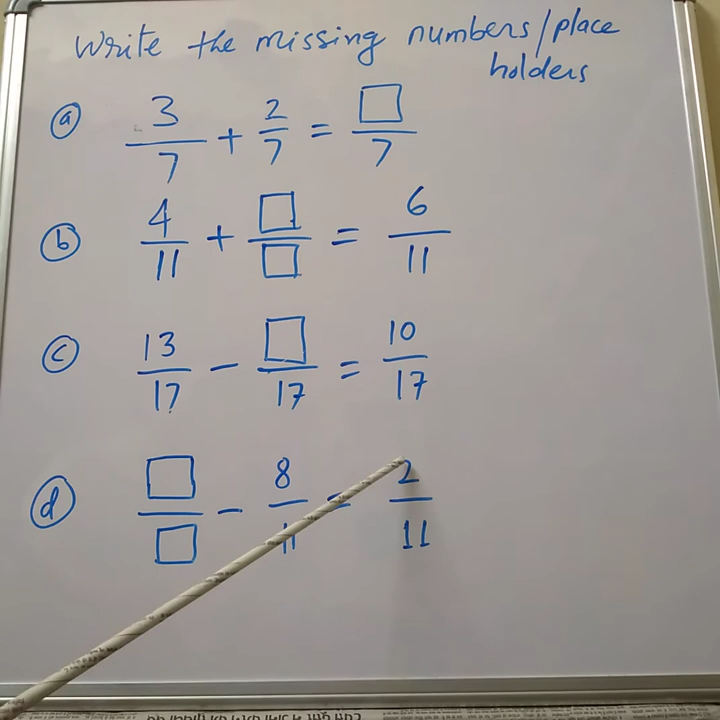 Write the missing numbers/place
holders
(a) 3/7 + 2/7 = □/7
(b) 4/11 + □/□ = 6/11
(c) 13/17 - □/17 = 10/17
(d) □/□ - 8/11 = 2/11